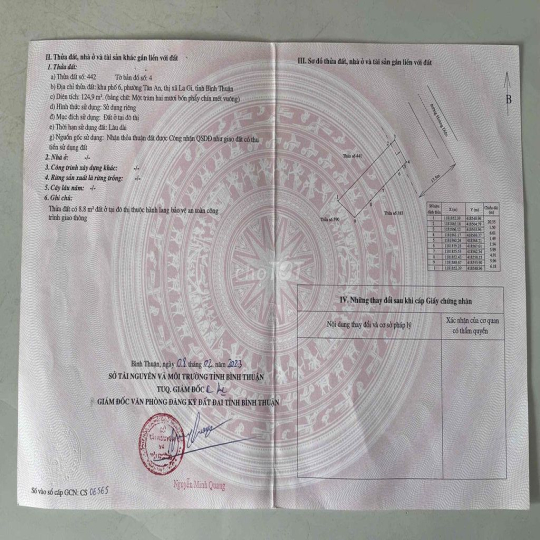 II. Thửa đất, nhà ở và tài sản khác gắn liền với đất
1. Thửa đất:
a) Thửa đất số: 442 Tờ bản đồ số: 4
b) Địa chỉ thửa đất: khu phố 6, phường Tân An, thị xã La Gi, tỉnh Bình Thuận
c) Diện tích: 124,9 m² (bằng chữ: Một trăm hai mươi bốn phẩy chín mét vuông)
d) Hình thức sử dụng: Sử dụng riêng
đ) Mục đích sử dụng: Đất ở tại đô thị
e) Thời hạn sử dụng: Lâu dài
g) Nguồn gốc sử dụng: Nhận thỏa thuận đất được Công nhận QSDĐ như giao đất có thu
tiền sử dụng đất
2. Nhà ở: -/-
3. Công trình xây dựng khác: -/-
4. Rừng sản xuất là rừng trồng: -/-
5. Cây lâu năm: -/-
6. Ghi chú:
Thửa đất có 8.8 m² đất ở tại đô thị thuộc hành lang bảo vệ an toàn công
trình giao thông
Bình Thuận, ngày 08 tháng 02 năm 2023
SỞ TÀI NGUYÊN VÀ MÔI TRƯỜNG TỈNH BÌNH THUẬN
TUQ. GIÁM ĐỐC
GIÁM ĐỐC VĂN PHÒNG ĐĂNG KÝ ĐẤT ĐAI TỈNH BÌNH THUẬN
Nguyễn Minh Quang
Số vào sổ cấp GCN: CS 06565
III. Sơ đồ thửa đất, nhà ở và tài sản khác gắn liền với đất
B
Thửa số 441
X (m) Y (m)
IV. Những thay đổi sau khi cấp Giấy chứng nhận
Nội dung thay đổi và cơ sở pháp lý
Xác nhận của cơ quan
có thẩm quyền
choTỐT